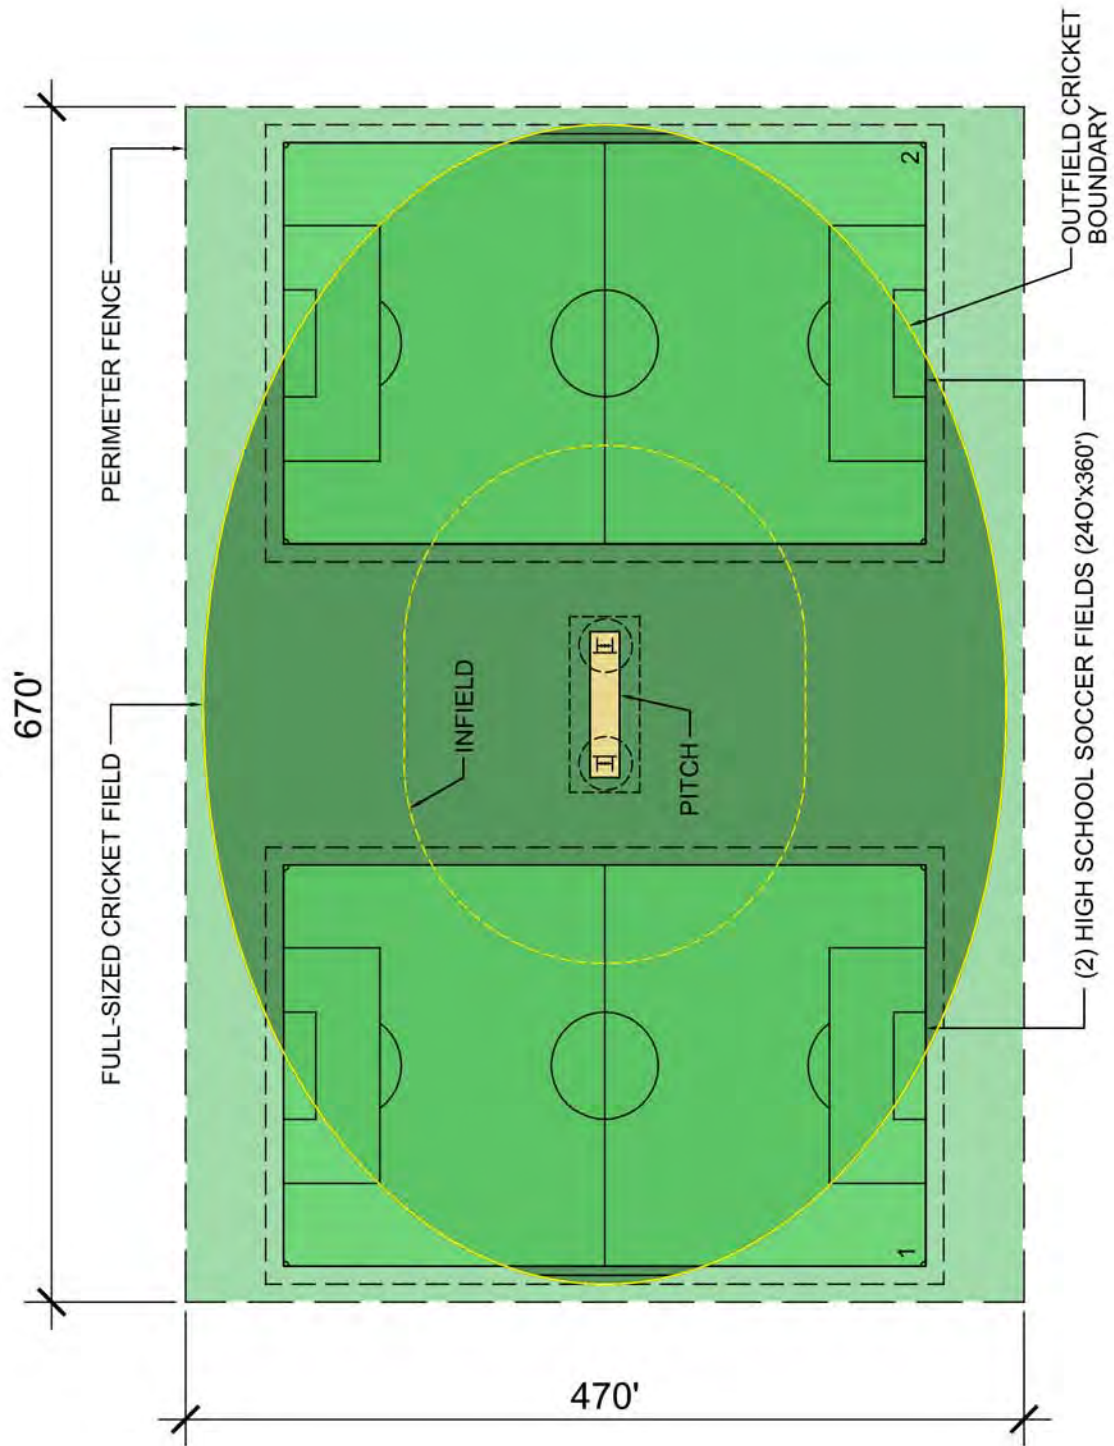 670'
PERIMETER FENCE
FULL-SIZED CRICKET FIELD
INFIELD
PITCH
OUTFIELD CRICKET
BOUNDARY
(2) HIGH SCHOOL SOCCER FIELDS (24O'x360')
2
1
470'